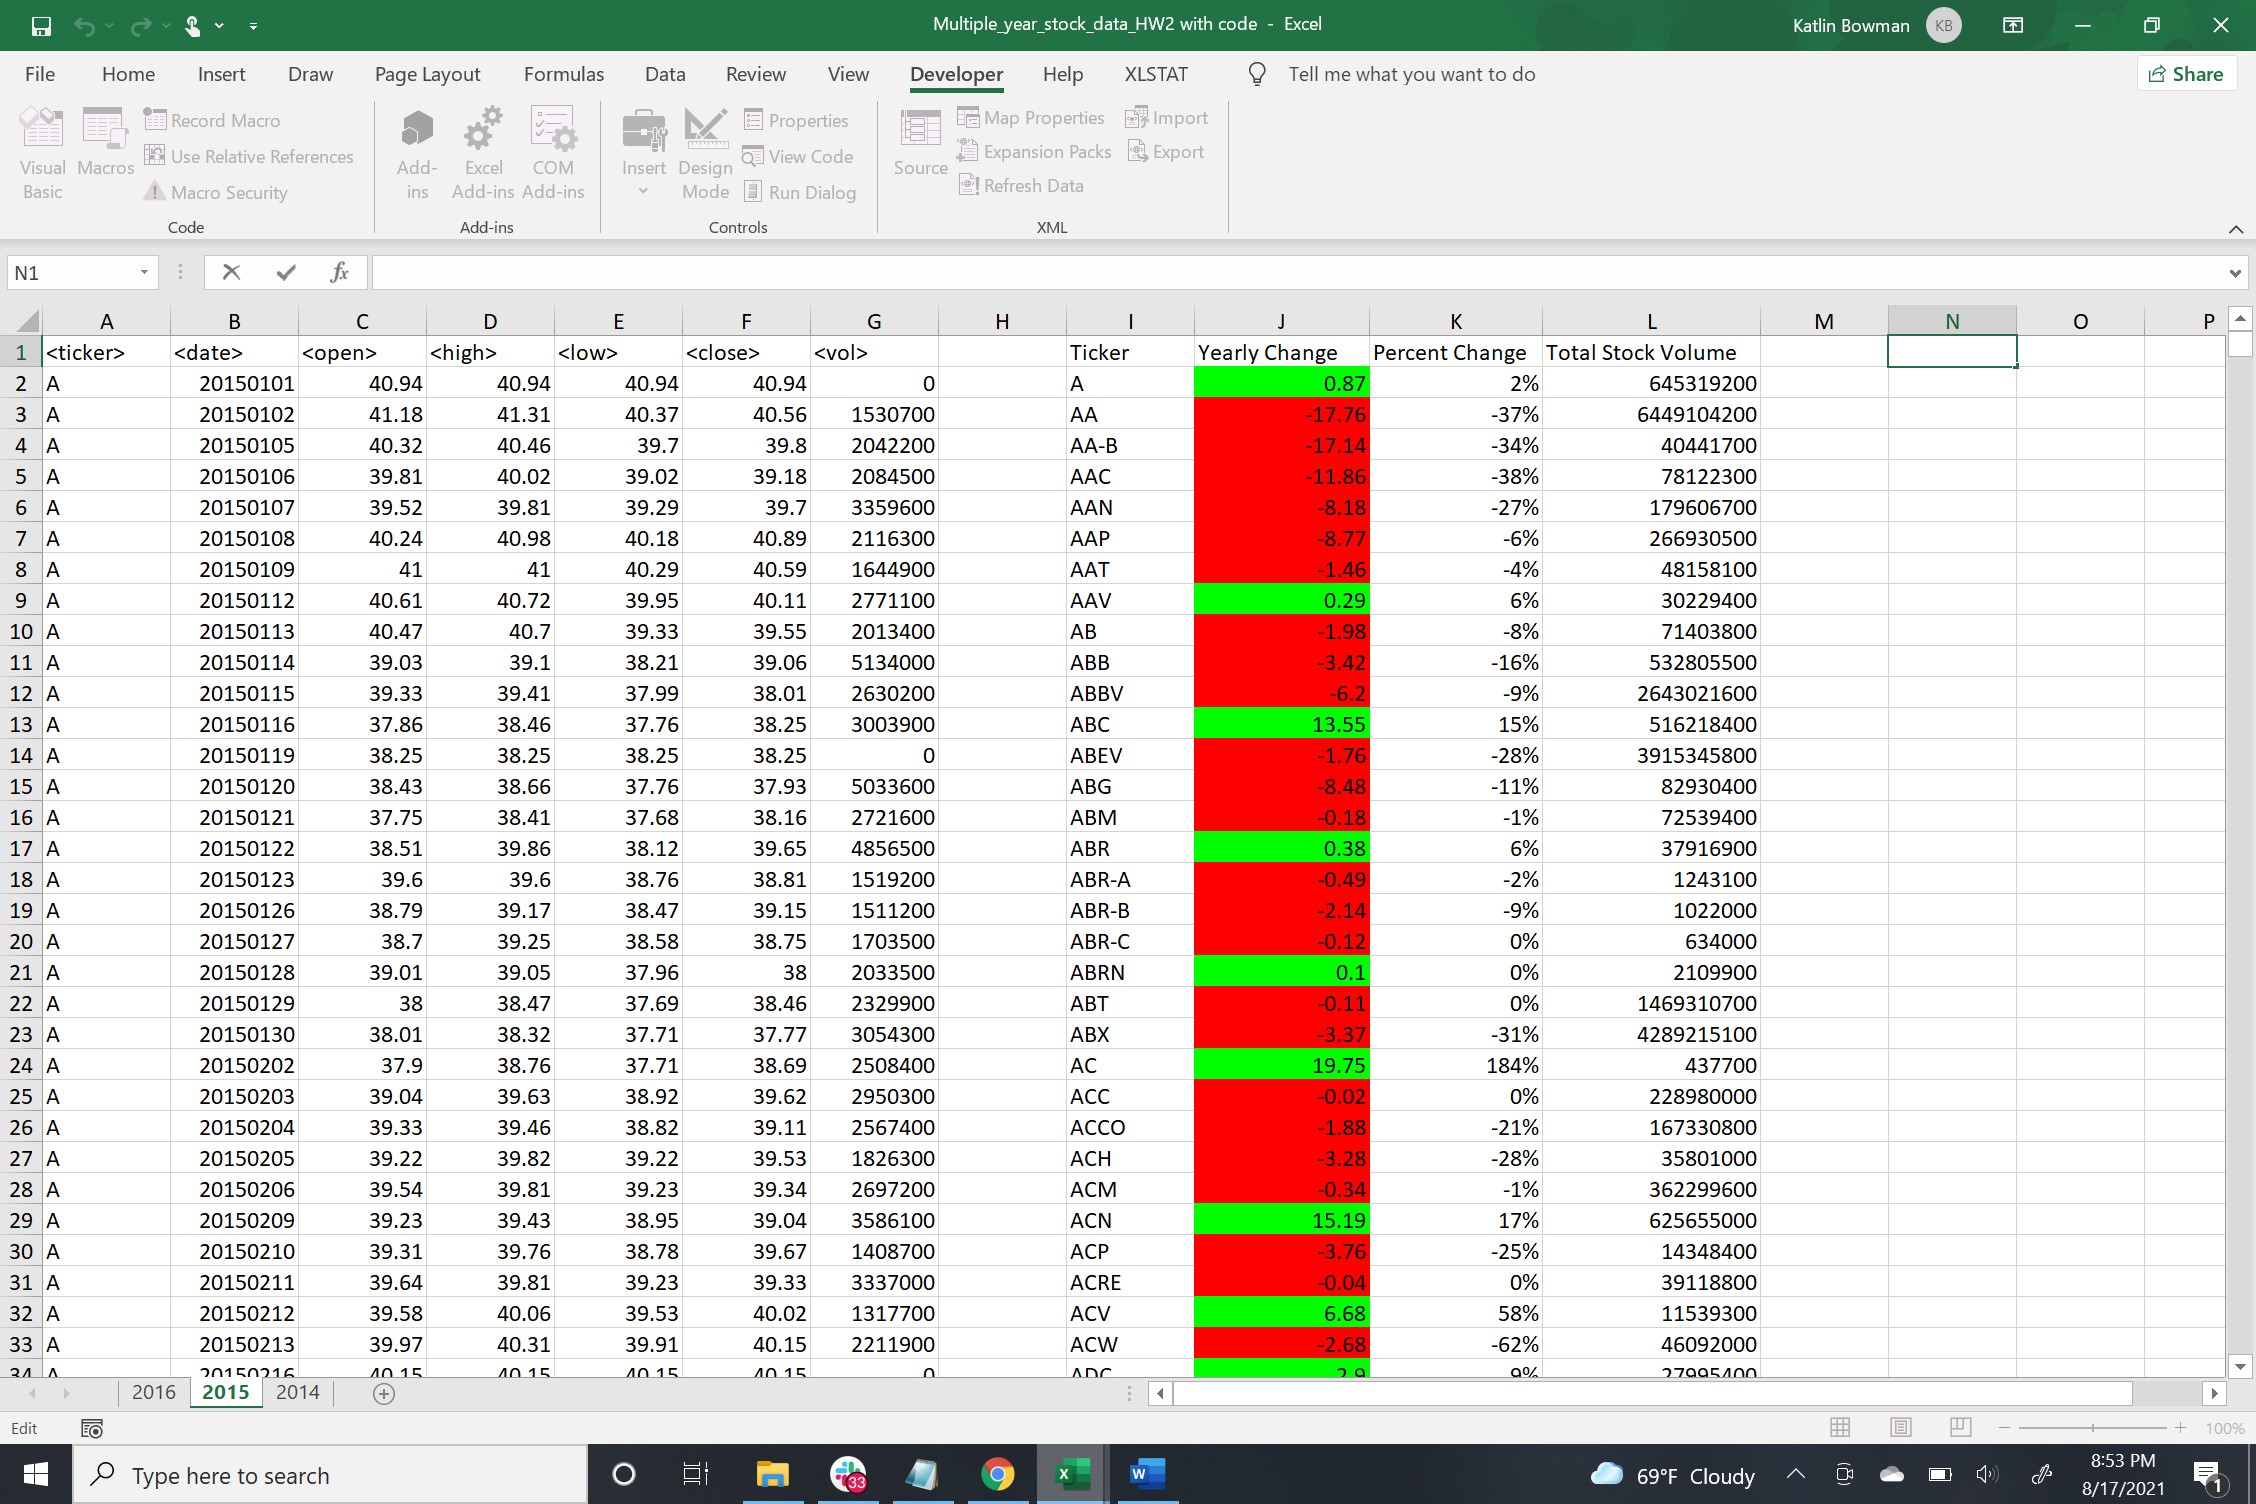 Multiple_year_stock_data_HW2 with code - Excel
Katlin Bowman KB
File Home Insert Draw Page Layout Formulas Data Review View Developer Help XLSTAT Tell me what you want to do Share
Visual Basic
Macros
Record Macro
Use Relative References
Macro Security
Code
Add-ins
Excel Add-ins
COM Add-ins
Add-ins
Insert
Design Mode
Properties
View Code
Run Dialog
Controls
Source
Map Properties
Expansion Packs
Refresh Data
Import
Export
XML
N1 fx
A B C D E F G H I J K L M N O P
1 <ticker> <date> <open> <high> <low> <close> <vol> Ticker Yearly Change Percent Change Total Stock Volume
2 A 20150101 40.94 40.94 40.94 40.94 0 A 0.87 2% 645319200
3 A 20150102 41.18 41.31 40.37 40.56 1530700 AA -17.76 -37% 6449104200
4 A 20150105 40.32 40.46 39.7 39.8 2042200 AA-B -17.14 -34% 40441700
5 A 20150106 39.81 40.02 39.02 39.18 2084500 AAC -11.86 -38% 78122300
6 A 20150107 39.52 39.81 39.29 39.7 3359600 AAN -8.18 -27% 179606700
7 A 20150108 40.24 40.98 40.18 40.89 2116300 AAP -8.77 -6% 266930500
8 A 20150109 41 41 40.29 40.59 1644900 AAT -1.46 -4% 48158100
9 A 20150112 40.61 40.72 39.95 40.11 2771100 AAV 0.29 6% 30229400
10 A 20150113 40.47 40.7 39.33 39.55 2013400 AB -1.98 -8% 71403800
11 A 20150114 39.03 39.1 38.21 39.06 5134000 ABB -3.42 -16% 532805500
12 A 20150115 39.33 39.41 37.99 38.01 2630200 ABBV -6.2 -9% 2643021600
13 A 20150116 37.86 38.46 37.76 38.25 3003900 ABC 13.55 15% 516218400
14 A 20150119 38.25 38.25 38.25 38.25 0 ABEV -1.76 -28% 3915345800
15 A 20150120 38.43 38.66 37.76 37.93 5033600 ABG -8.48 -11% 82930400
16 A 20150121 37.75 38.41 37.68 38.16 2721600 ABM -0.18 -1% 72539400
17 A 20150122 38.51 39.86 38.12 39.65 4856500 ABR 0.38 6% 37916900
18 A 20150123 39.6 39.6 38.76 38.81 1519200 ABR-A -0.49 -2% 1243100
19 A 20150126 38.79 39.17 38.47 39.15 1511200 ABR-B -2.14 -9% 1022000
20 A 20150127 38.7 39.25 38.58 38.75 1703500 ABR-C -0.12 0% 634000
21 A 20150128 39.01 39.05 37.96 38 2033500 ABRN 0.1 0% 2109900
22 A 20150129 38 38.47 37.69 38.46 2329900 ABT -0.11 0% 1469310700
23 A 20150130 38.01 38.32 37.71 37.77 3054300 ABX -3.37 -31% 4289215100
24 A 20150202 37.9 38.76 37.71 38.69 2508400 AC 19.75 184% 437700
25 A 20150203 39.04 39.63 38.92 39.62 2950300 ACC -0.02 0% 228980000
26 A 20150204 39.33 39.46 38.82 39.11 2567400 ACCO -1.88 -21% 167330800
27 A 20150205 39.22 39.82 39.22 39.53 1826300 ACH -3.28 -28% 35801000
28 A 20150206 39.54 39.81 39.23 39.34 2697200 ACM -0.34 -1% 362299600
29 A 20150209 39.23 39.43 38.95 39.04 3586100 ACN 15.19 17% 625655000
30 A 20150210 39.31 39.76 38.78 39.67 1408700 ACP -3.76 -25% 14348400
31 A 20150211 39.64 39.81 39.23 39.33 3337000 ACRE -0.04 0% 39118800
32 A 20150212 39.58 40.06 39.53 40.02 1317700 ACV 6.68 58% 11539300
33 A 20150213 39.97 40.31 39.91 40.15 2211900 ACW -2.68 -62% 46092000
34 A 20150216 40.15 40.15 40.15 40.15 0 ADC 2.9 9% 27995400
2016 2015 2014
Edit 100%
Type here to search 33 69°F Cloudy 8:53 PM
8/17/2021 1